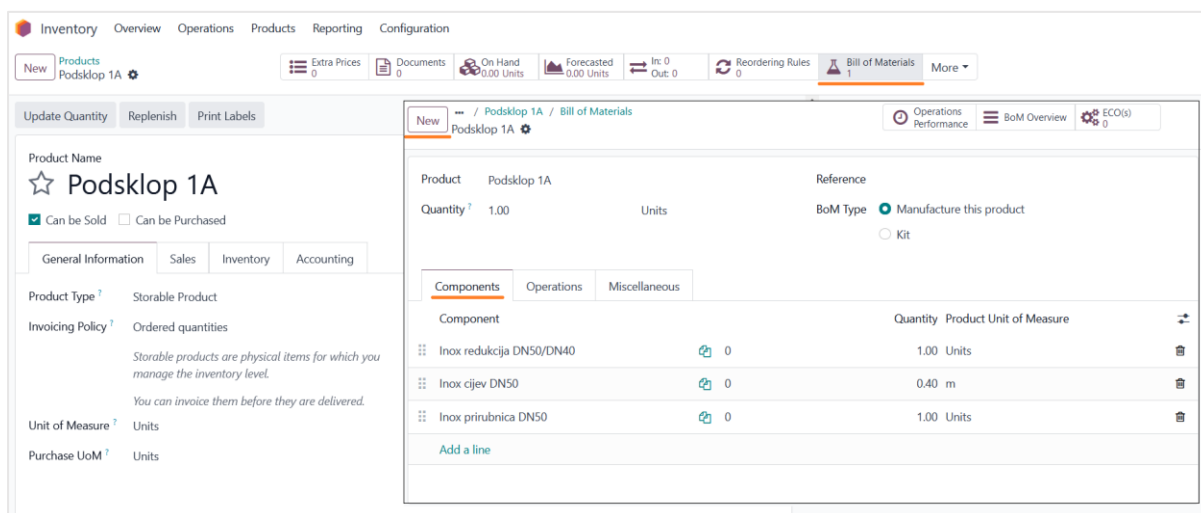 Inventory Overview Operations Products Reporting Configuration
New Products
Podsklop 1A
Extra Prices
0
Documents
0
On Hand
0.00 Units
Forecasted
0.00 Units
In: 0
Out: 0
Reordering Rules
0
Bill of Materials
1
More
Update Quantity Replenish Print Labels
Product Name
Podsklop 1A
Can be Sold Can be Purchased
General Information Sales Inventory Accounting
Product Type ? Storable Product
Invoicing Policy ? Ordered quantities
Storable products are physical items for which you
manage the inventory level.
You can invoice them before they are delivered.
Unit of Measure ? Units
Purchase UoM ? Units
New ••• / Podsklop 1A / Bill of Materials
Podsklop 1A
Operations
Performance
BoM Overview
ECO(s)
0
Product Podsklop 1A Reference
Quantity ? 1.00 Units BoM Type Manufacture this product
Kit
Components Operations Miscellaneous
Component Quantity Product Unit of Measure
Inox redukcija DN50/DN40 0 1.00 Units
Inox cijev DN50 0 0.40 m
Inox prirubnica DN50 0 1.00 Units
Add a line